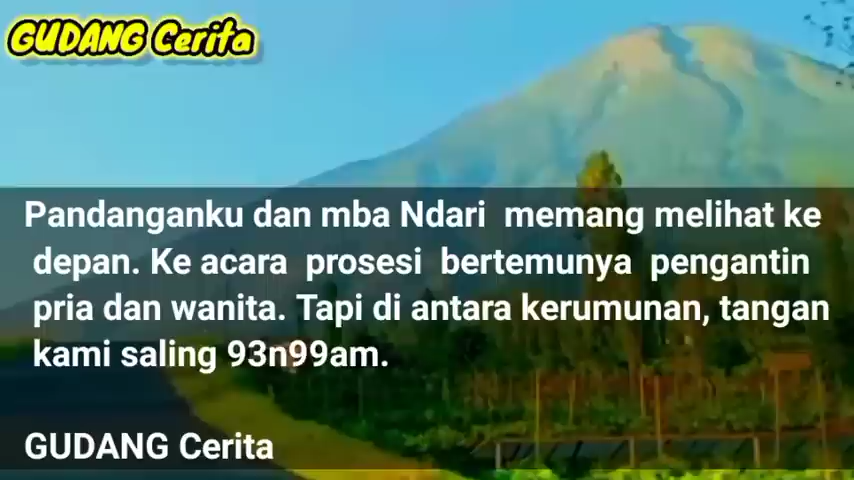 GUDANG Cerita
Pandanganku dan mba Ndari memang melihat ke
depan. Ke acara prosesi bertemunya pengantin
pria dan wanita. Tapi di antara kerumunan, tangan
kami saling 93n99am.
GUDANG Cerita